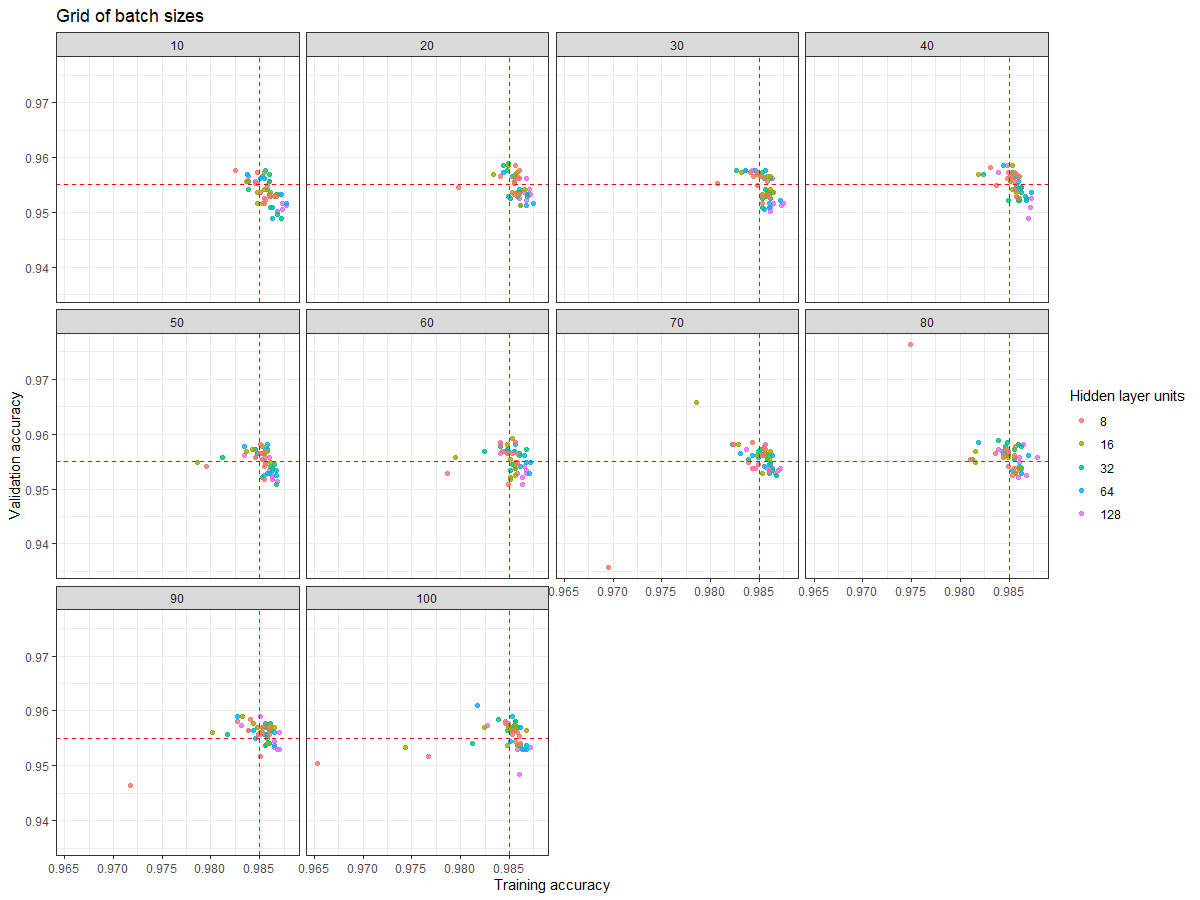 Grid of batch sizes
10 20 30 40
0.97
0.96
0.95
0.94
50 60 70 80
0.97
0.96
0.95
0.94
0.965 0.970 0.975 0.980 0.985 0.965 0.970 0.975 0.980 0.985
90 100
0.97
0.96
0.95
0.94
0.965 0.970 0.975 0.980 0.985 0.965 0.970 0.975 0.980 0.985
Training accuracy
Validation accuracy
Hidden layer units
8
16
32
64
128